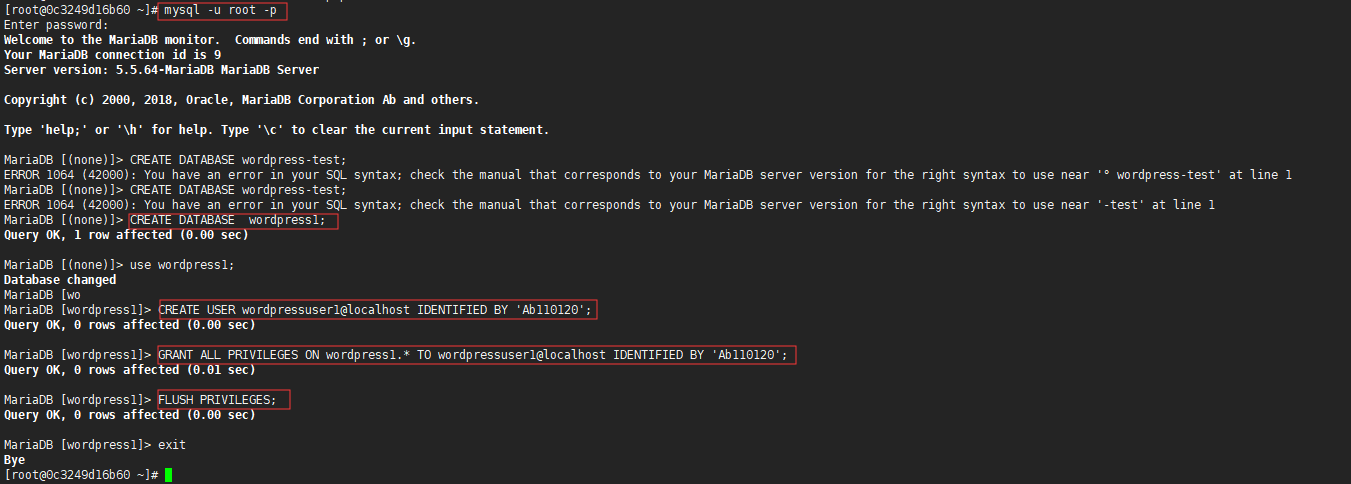 [root@0c3249d16b60 ~]# mysql -u root -p
Enter password:
Welcome to the MariaDB monitor.  Commands end with ; or \g.
Your MariaDB connection id is 9
Server version: 5.5.64-MariaDB MariaDB Server
Copyright (c) 2000, 2018, Oracle, MariaDB Corporation Ab and others.
Type 'help;' or '\h' for help. Type '\c' to clear the current input statement.
MariaDB [(none)]> CREATE DATABASE wordpress-test;
ERROR 1064 (42000): You have an error in your SQL syntax; check the manual that corresponds to your MariaDB server version for the right syntax to use near '° wordpress-test' at line 1
MariaDB [(none)]> CREATE DATABASE wordpress-test;
ERROR 1064 (42000): You have an error in your SQL syntax; check the manual that corresponds to your MariaDB server version for the right syntax to use near '-test' at line 1
MariaDB [(none)]> CREATE DATABASE  wordpress1;
Query OK, 1 row affected (0.00 sec)
MariaDB [(none)]> use wordpress1;
Database changed
MariaDB [wo
MariaDB [wordpress1]> CREATE USER wordpressuser1@localhost IDENTIFIED BY 'Ab110120';
Query OK, 0 rows affected (0.00 sec)
MariaDB [wordpress1]> GRANT ALL PRIVILEGES ON wordpress1.* TO wordpressuser1@localhost IDENTIFIED BY 'Ab110120';
Query OK, 0 rows affected (0.01 sec)
MariaDB [wordpress1]> FLUSH PRIVILEGES;
Query OK, 0 rows affected (0.00 sec)
MariaDB [wordpress1]> exit
Bye
[root@0c3249d16b60 ~]#